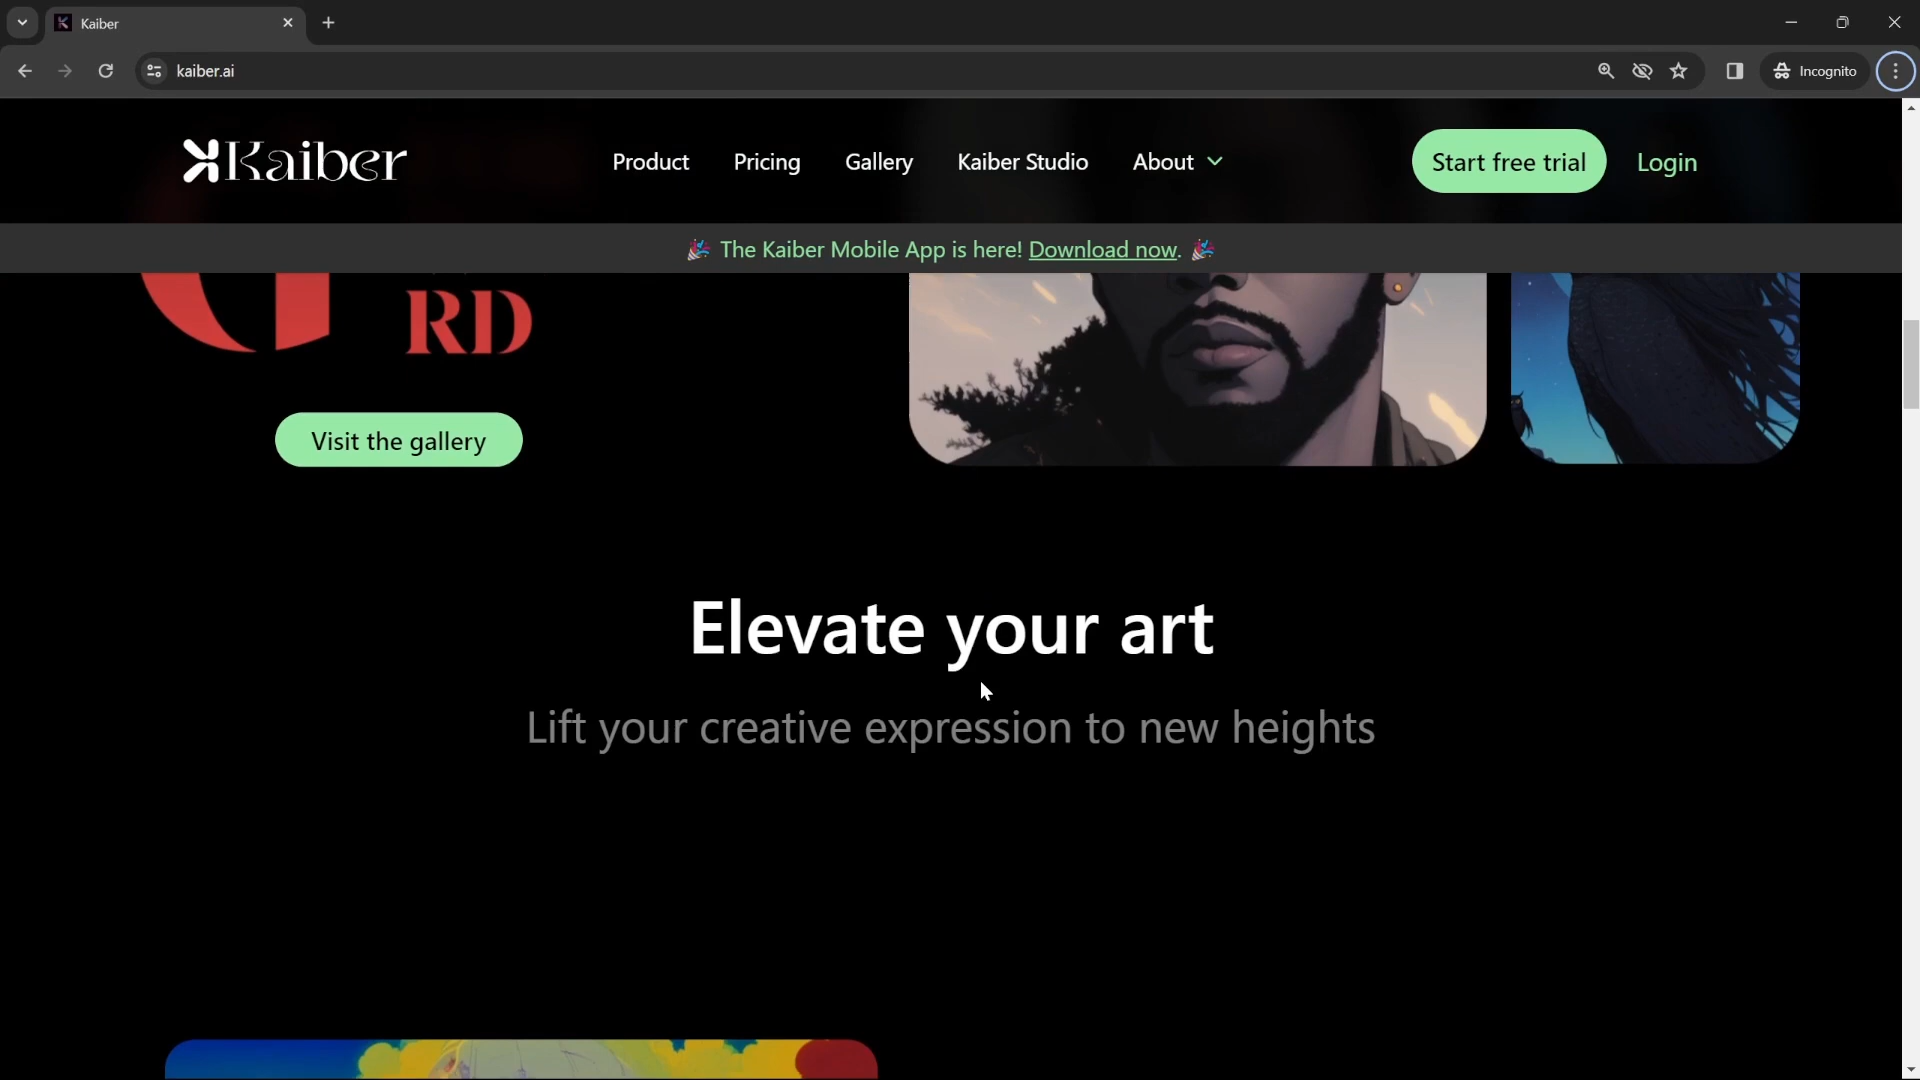 Kaiber
kaiber.ai
Incognito
Kaiber
Product
Pricing
Gallery
Kaiber Studio
About
Start free trial
Login
🎉 The Kaiber Mobile App is here! Download now. 🎉
RD
Visit the gallery
Elevate your art
Lift your creative expression to new heights